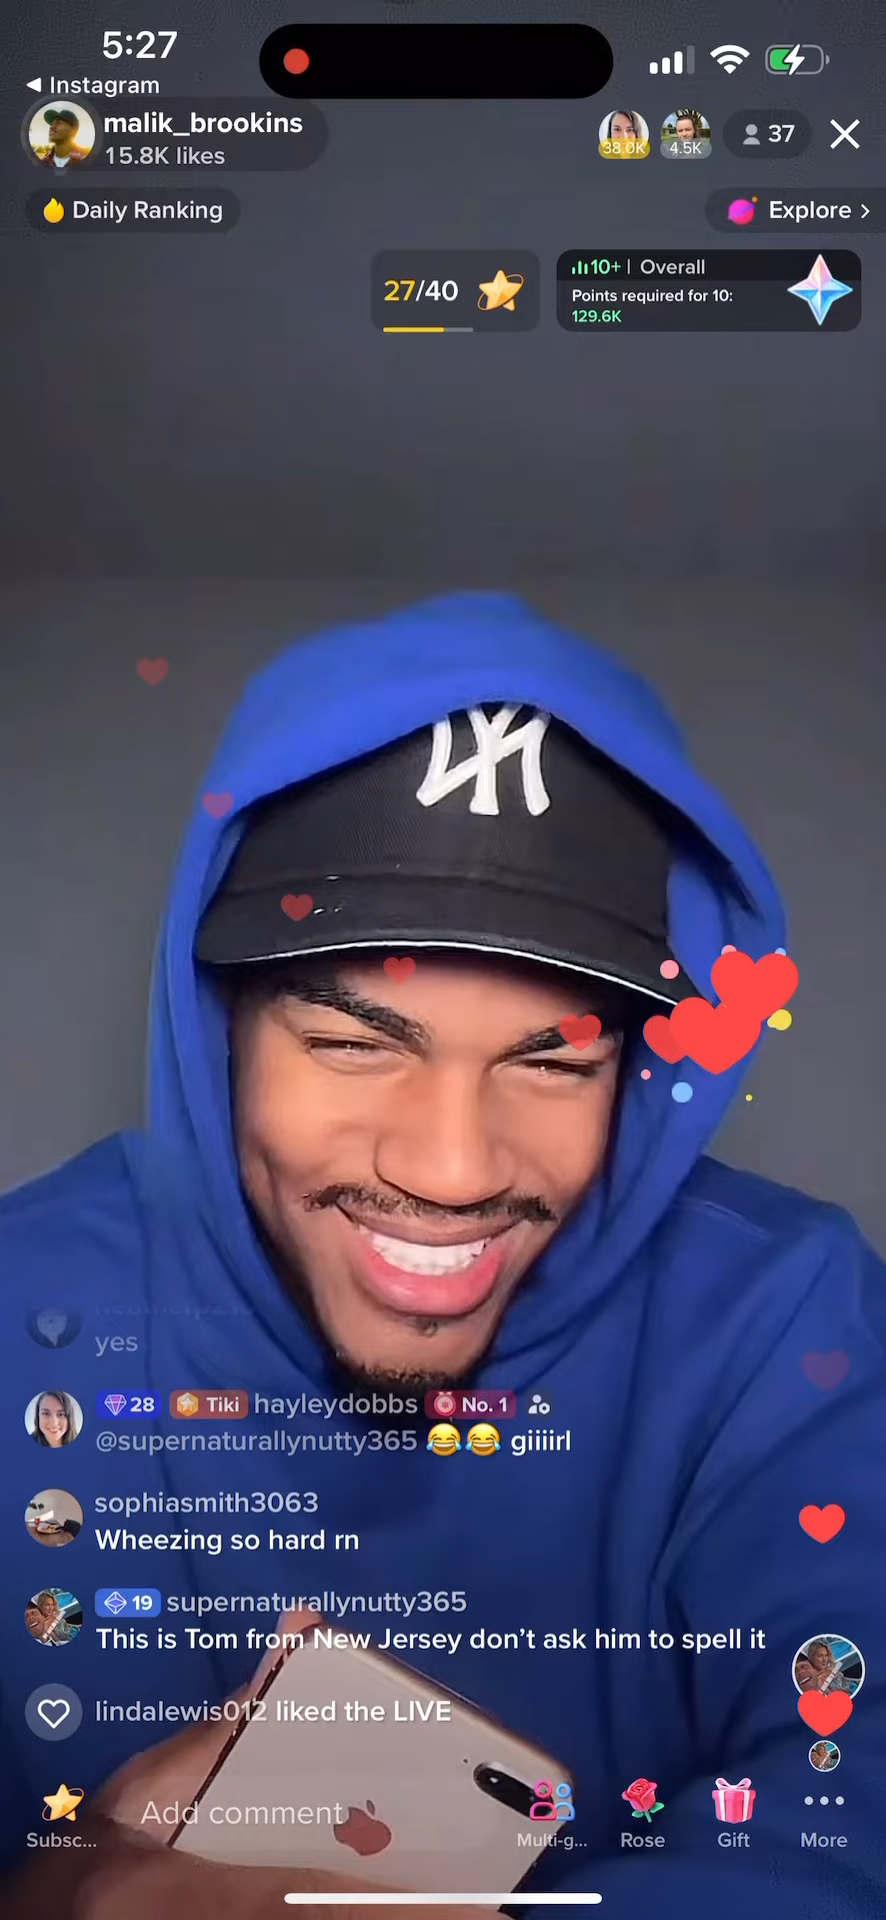 5:27
◀ Instagram
malik_brookins
15.8K likes
38.0K
4.5K
37
Daily Ranking
Explore >
27/40
10+ | Overall
Points required for 10:
129.6K
yes
28 Tiki hayleydobbs No. 1
@supernaturallynutty365 😂😂 giiiirl
sophiasmith3063
Wheezing so hard rn
19 supernaturallynutty365
This is Tom from New Jersey don’t ask him to spell it
lindalewis012 liked the LIVE
Add comment
Subsc...
Multi-g...
Rose
Gift
More